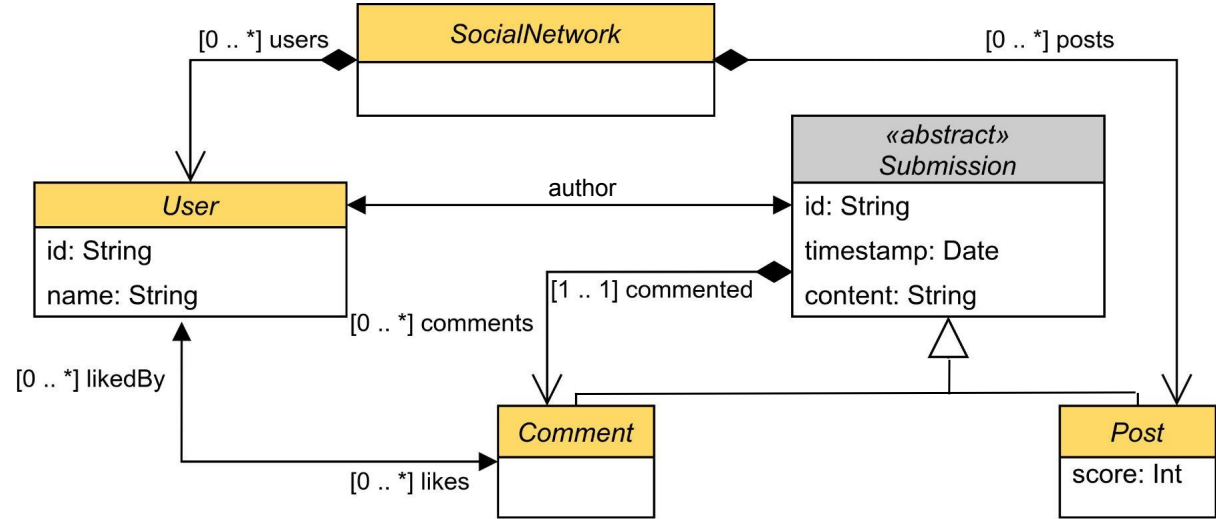 SocialNetwork
[0 .. *] users
[0 .. *] posts
«abstract»
Submission
id: String
timestamp: Date
content: String
User
id: String
name: String
author
[1 .. 1] commented
[0 .. *] comments
[0 .. *] likedBy
[0 .. *] likes
Comment
Post
score: Int